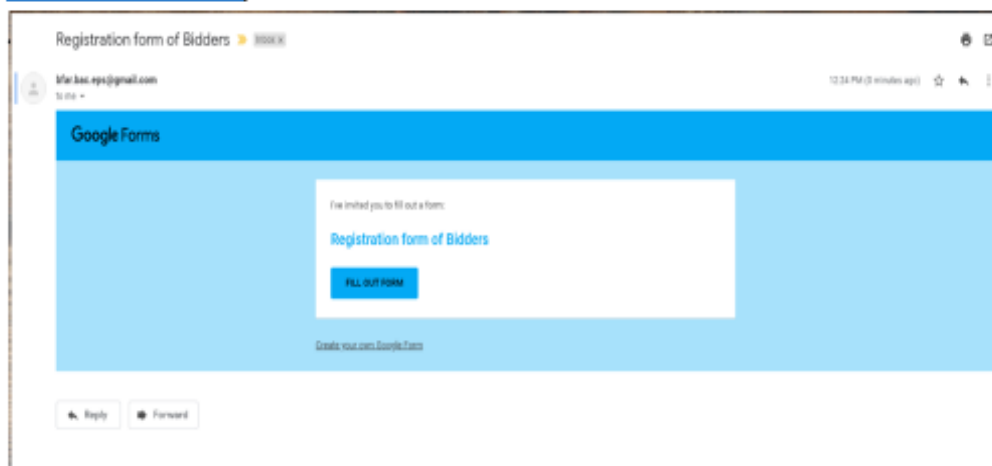 Registration form of Bidders
bfar.bac.eps@gmail.com
to me
12:34 PM (0 minutes ago)
Google Forms
I've invited you to fill out a form:
Registration form of Bidders
FILL OUT FORM
Create your own Google Form
Reply
Forward